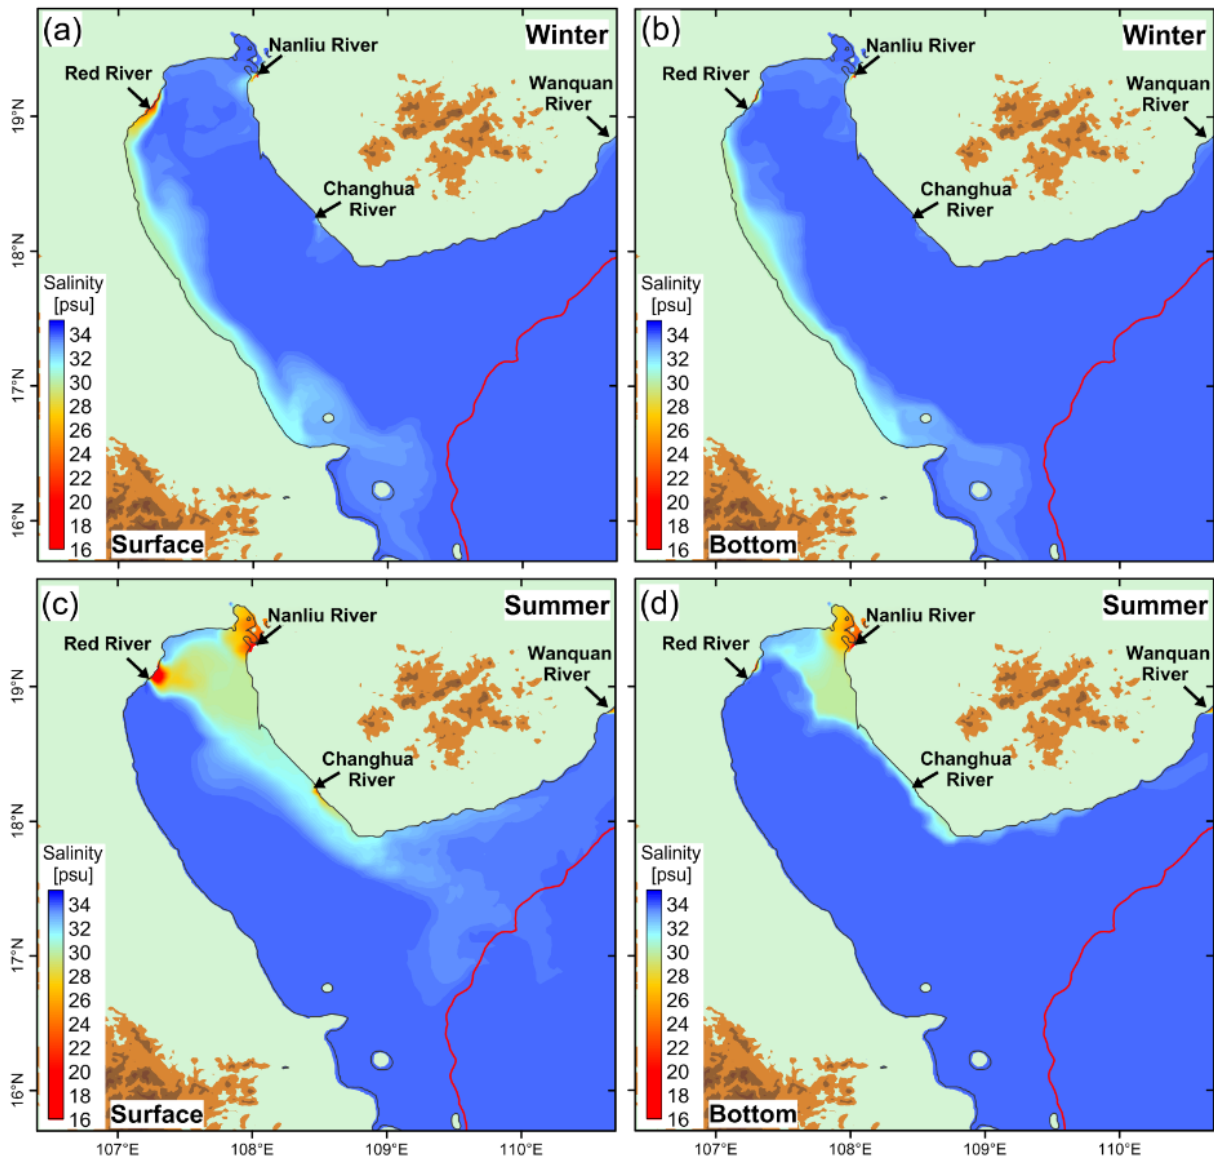 (a)
Winter
Nanliu River
Red River
Wanquan
River
Changhua
River
19°N
18°N
17°N
16°N
Salinity
[psu]
34
32
30
28
26
24
22
20
18
16
Surface
(b)
Winter
Nanliu River
Red River
Wanquan
River
Changhua
River
Salinity
[psu]
34
32
30
28
26
24
22
20
18
16
Bottom
(c)
Summer
Nanliu River
Red River
Wanquan
River
Changhua
River
19°N
18°N
17°N
16°N
Salinity
[psu]
34
32
30
28
26
24
22
20
18
16
Surface
107°E
108°E
109°E
110°E
(d)
Summer
Nanliu River
Red River
Wanquan
River
Changhua
River
Salinity
[psu]
34
32
30
28
26
24
22
20
18
16
Bottom
107°E
108°E
109°E
110°E